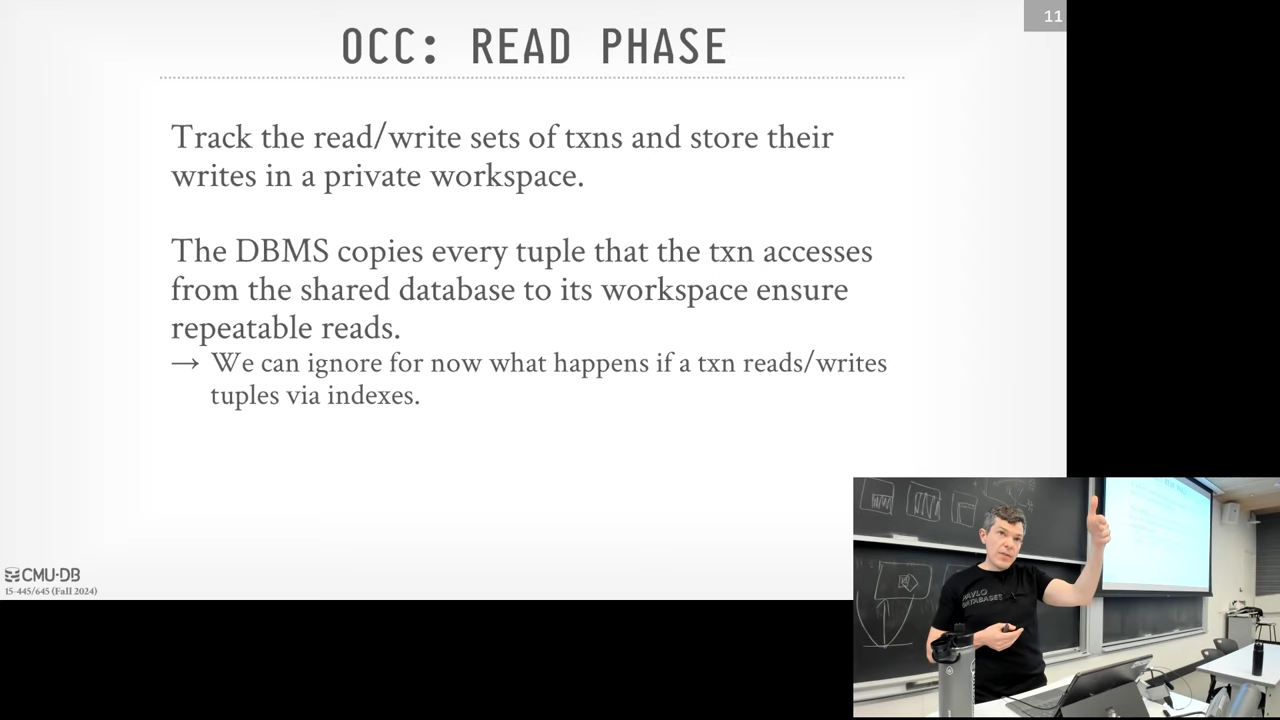 11
OCC: READ PHASE
Track the read/write sets of txns and store their
writes in a private workspace.
The DBMS copies every tuple that the txn accesses
from the shared database to its workspace ensure
repeatable reads.
→ We can ignore for now what happens if a txn reads/writes
tuples via indexes.
CMU·DB
15-445/645 (Fall 2024)
PAVLO
DATABASES